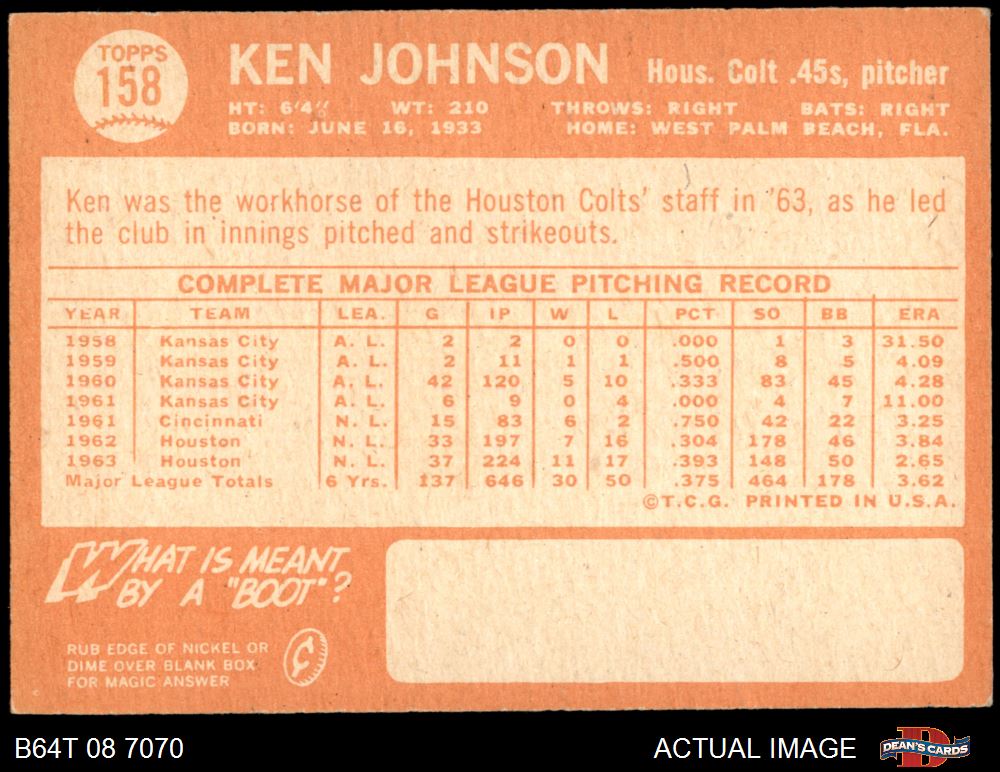 TOPPS
158
KEN JOHNSON Hous. Colt .45s, pitcher
HT: 6'4" WT: 210 THROWS: RIGHT BATS: RIGHT
BORN: JUNE 16, 1933 HOME: WEST PALM BEACH, FLA.
Ken was the workhorse of the Houston Colts' staff in '63, as he led
the club in innings pitched and strikeouts.
COMPLETE MAJOR LEAGUE PITCHING RECORD
YEAR TEAM LEA. G IP W L PCT SO BB ERA
1958 Kansas City A. L. 2 2 0 0 .000 1 3 31.50
1959 Kansas City A. L. 2 11 1 1 .500 8 5 4.09
1960 Kansas City A. L. 42 120 5 10 .333 83 45 4.28
1961 Kansas City A. L. 6 9 0 4 .000 4 7 11.00
1961 Cincinnati N. L. 15 83 6 2 .750 42 22 3.25
1962 Houston N. L. 33 197 7 16 .304 178 46 3.84
1963 Houston N. L. 37 224 11 17 .393 148 50 2.65
Major League Totals 6 Yrs. 137 646 30 50 .375 464 178 3.62
©T.C.G. PRINTED IN U.S.A.
WHAT IS MEANT
BY A "BOOT"?
RUB EDGE OF NICKEL OR
DIME OVER BLANK BOX
FOR MAGIC ANSWER
¢
B64T 08 7070 ACTUAL IMAGE D DEAN'S CARDS